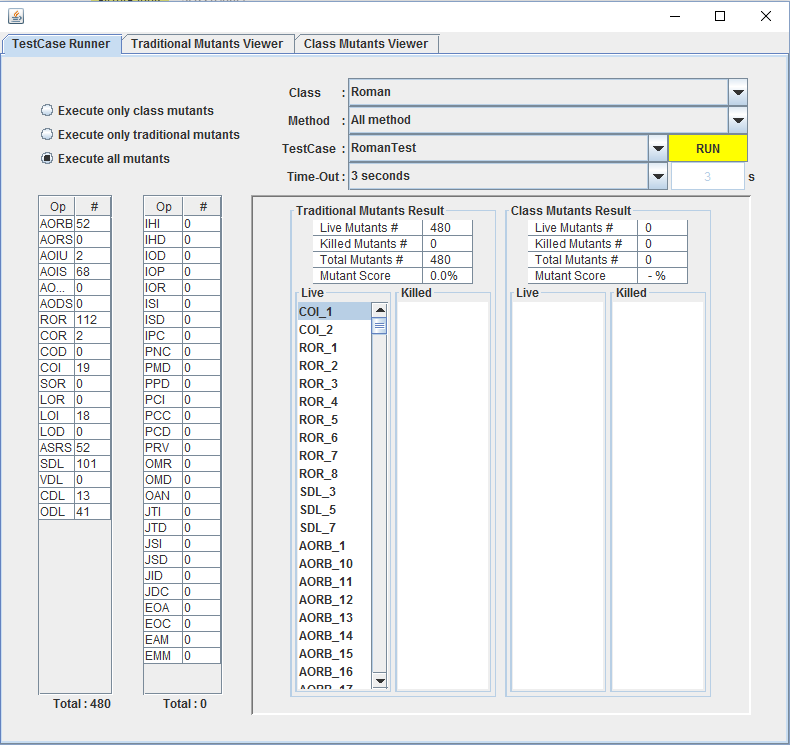 TestCase Runner Traditional Mutants Viewer Class Mutants Viewer
Execute only class mutants
Execute only traditional mutants
Execute all mutants
Class : Roman
Method : All method
TestCase : RomanTest RUN
Time-Out : 3 seconds 3 s
Op #
AORB 52
AORS 0
AOIU 2
AOIS 68
AO... 0
AODS 0
ROR 112
COR 2
COD 0
COI 19
SOR 0
LOR 0
LOI 18
LOD 0
ASRS 52
SDL 101
VDL 0
CDL 13
ODL 41
Total : 480
Op #
IHI 0
IHD 0
IOD 0
IOP 0
IOR 0
ISI 0
ISD 0
IPC 0
PNC 0
PMD 0
PPD 0
PCI 0
PCC 0
PCD 0
PRV 0
OMR 0
OMD 0
OAN 0
JTI 0
JTD 0
JSI 0
JSD 0
JID 0
JDC 0
EOA 0
EOC 0
EAM 0
EMM 0
Total : 0
Traditional Mutants Result
Live Mutants # 480
Killed Mutants # 0
Total Mutants # 480
Mutant Score 0.0%
Live
COI_1
COI_2
ROR_1
ROR_2
ROR_3
ROR_4
ROR_5
ROR_6
ROR_7
ROR_8
SDL_3
SDL_5
SDL_7
AORB_1
AORB_10
AORB_11
AORB_12
AORB_13
AORB_14
AORB_15
AORB_16
AORB_17
Killed
Class Mutants Result
Live Mutants # 0
Killed Mutants # 0
Total Mutants # 0
Mutant Score - %
Live
Killed